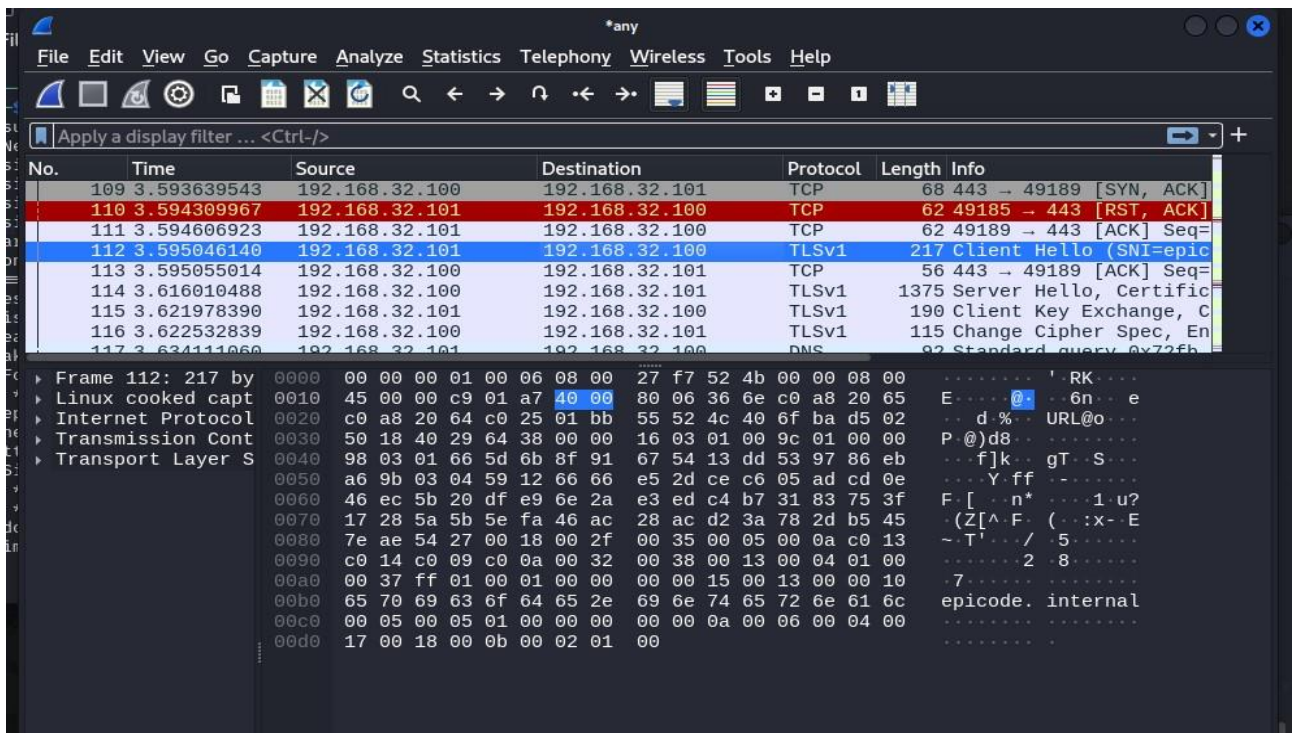 *any
File Edit View Go Capture Analyze Statistics Telephony Wireless Tools Help
Apply a display filter … <Ctrl-/>
No. Time Source Destination Protocol Length Info
109 3.593639543 192.168.32.100 192.168.32.101 TCP 68 443 → 49189 [SYN, ACK]
110 3.594309967 192.168.32.101 192.168.32.100 TCP 62 49185 → 443 [RST, ACK]
111 3.594606923 192.168.32.101 192.168.32.100 TCP 62 49189 → 443 [ACK] Seq=
112 3.595046140 192.168.32.101 192.168.32.100 TLSv1 217 Client Hello (SNI=epic
113 3.595055014 192.168.32.100 192.168.32.101 TCP 56 443 → 49189 [ACK] Seq=
114 3.616010488 192.168.32.100 192.168.32.101 TLSv1 1375 Server Hello, Certific
115 3.621978390 192.168.32.101 192.168.32.100 TLSv1 190 Client Key Exchange, C
116 3.622532839 192.168.32.100 192.168.32.101 TLSv1 115 Change Cipher Spec, En
117 3.634111060 192.168.32.101 192.168.32.100 DNS 92 Standard query 0x72fb
Frame 112: 217 by 0000 00 00 00 01 00 06 08 00 27 f7 52 4b 00 00 08 00 ········ '·RK····
Linux cooked capt 0010 45 00 00 c9 01 a7 40 00 80 06 36 6e c0 a8 20 65 E·····@· ··6n·· e
Internet Protocol 0020 c0 a8 20 64 c0 25 01 bb 55 52 4c 40 6f ba d5 02 ·· d·%·· URL@o···
Transmission Cont 0030 50 18 40 29 64 38 00 00 16 03 01 00 9c 01 00 00 P·@)d8·· ········
Transport Layer S 0040 98 03 01 66 5d 6b 8f 91 67 54 13 dd 53 97 86 eb ···f]k·· gT··S···
0050 a6 9b 03 04 59 12 66 66 e5 2d ce c6 05 ad cd 0e ····Y·ff ·-······
0060 46 ec 5b 20 df e9 6e 2a e3 ed c4 b7 31 83 75 3f F·[ ··n* ····1·u?
0070 17 28 5a 5b 5e fa 46 ac 28 ac d2 3a 78 2d b5 45 ·(Z[^·F· (··:x-·E
0080 7e ae 54 27 00 18 00 2f 00 35 00 05 00 0a c0 13 ~·T'···/ ·5······
0090 c0 14 c0 09 c0 0a 00 32 00 38 00 13 00 04 01 00 ·······2 ·8······
00a0 00 37 ff 01 00 01 00 00 00 00 15 00 13 00 00 10 ·7······ ········
00b0 65 70 69 63 6f 64 65 2e 69 6e 74 65 72 6e 61 6c epicode. internal
00c0 00 05 00 05 01 00 00 00 00 00 0a 00 06 00 04 00 ········ ········
00d0 17 00 18 00 0b 00 02 01 00 ········ ·